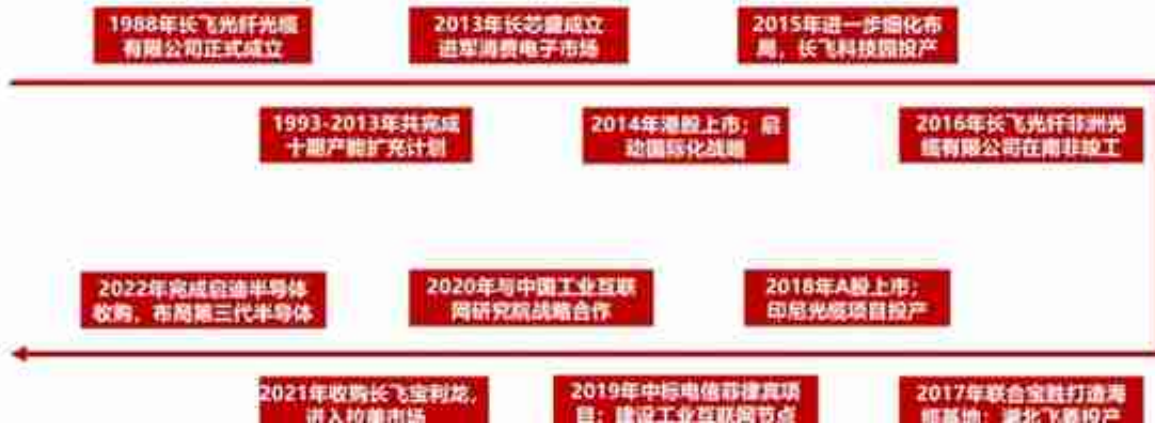 1988年长飞光纤光缆
有限公司正式成立
2013年长芯盛成立
进军消费电子市场
2015年进一步细化布
局，长飞科技园投产
1993-2013年共完成
十期产能扩充计划
2014年港股上市；启
动国际化战略
2016年长飞光纤非洲光
缆有限公司在南非竣工
2018年A股上市；
印尼光缆项目投产
2017年联合宝胜打造海
缆基地；湖北飞菱投产
2020年与中国工业互联
网研究院战略合作
2019年中标电信菲律宾项
目；建设工业互联网节点
2022年完成启迪半导体
收购，布局第三代半导体
2021年收购长飞宝利龙，
进入拉美市场